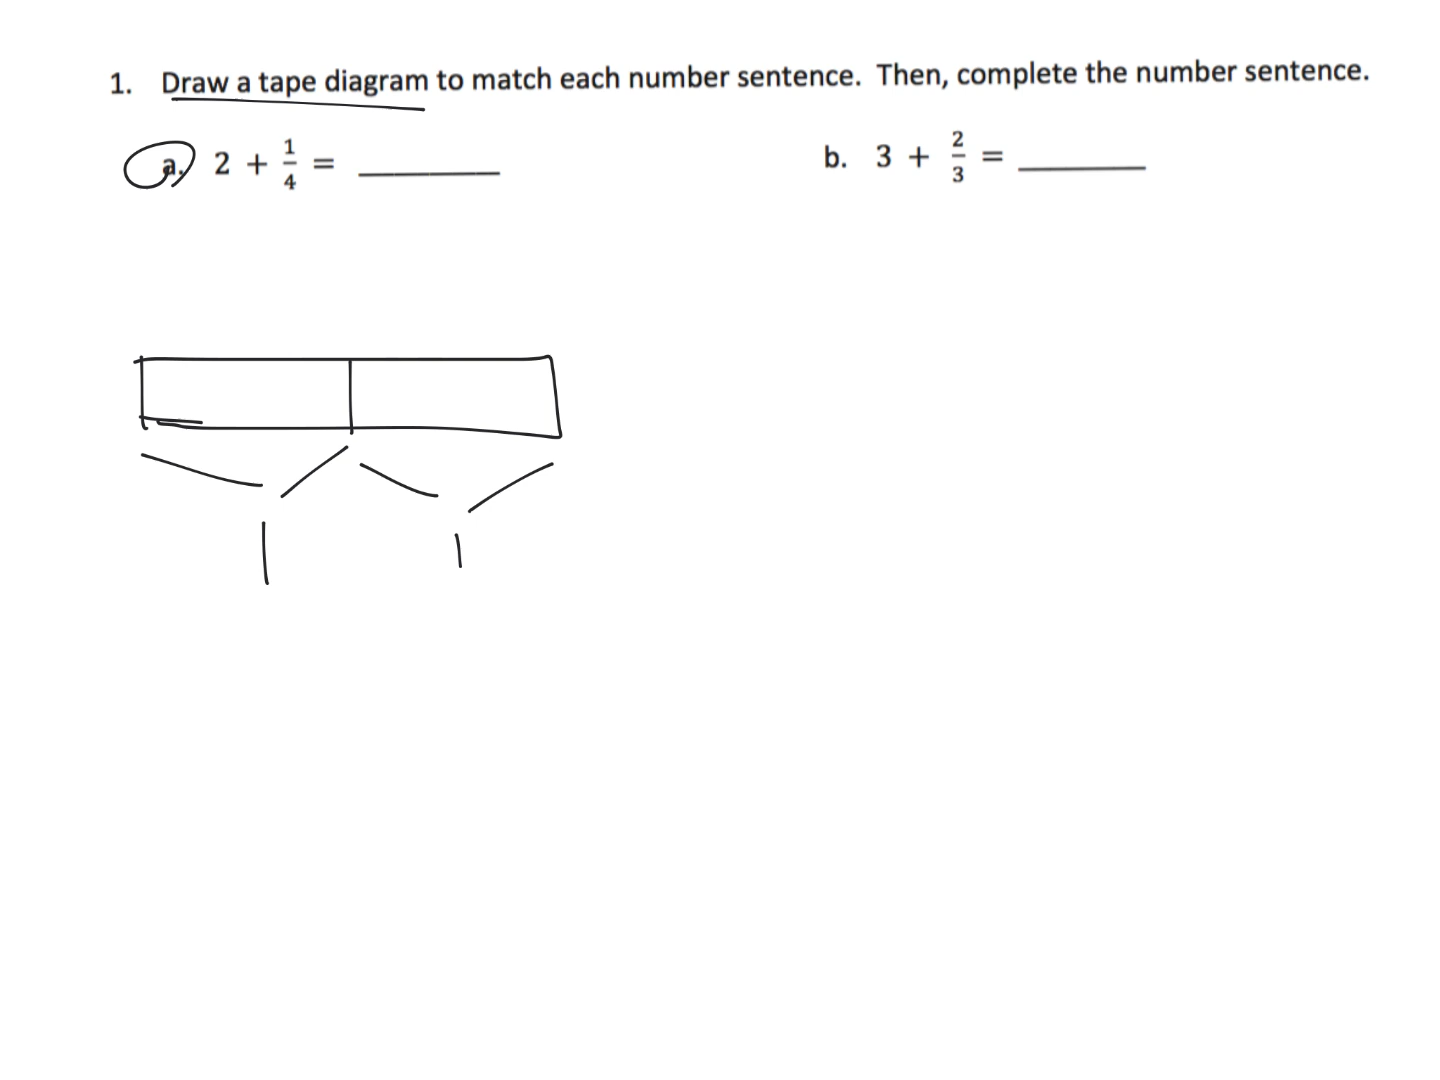 1. Draw a tape diagram to match each number sentence. Then, complete the number sentence.
a. 2 + 1/4 = ________ b. 3 + 2/3 = ________
1 1